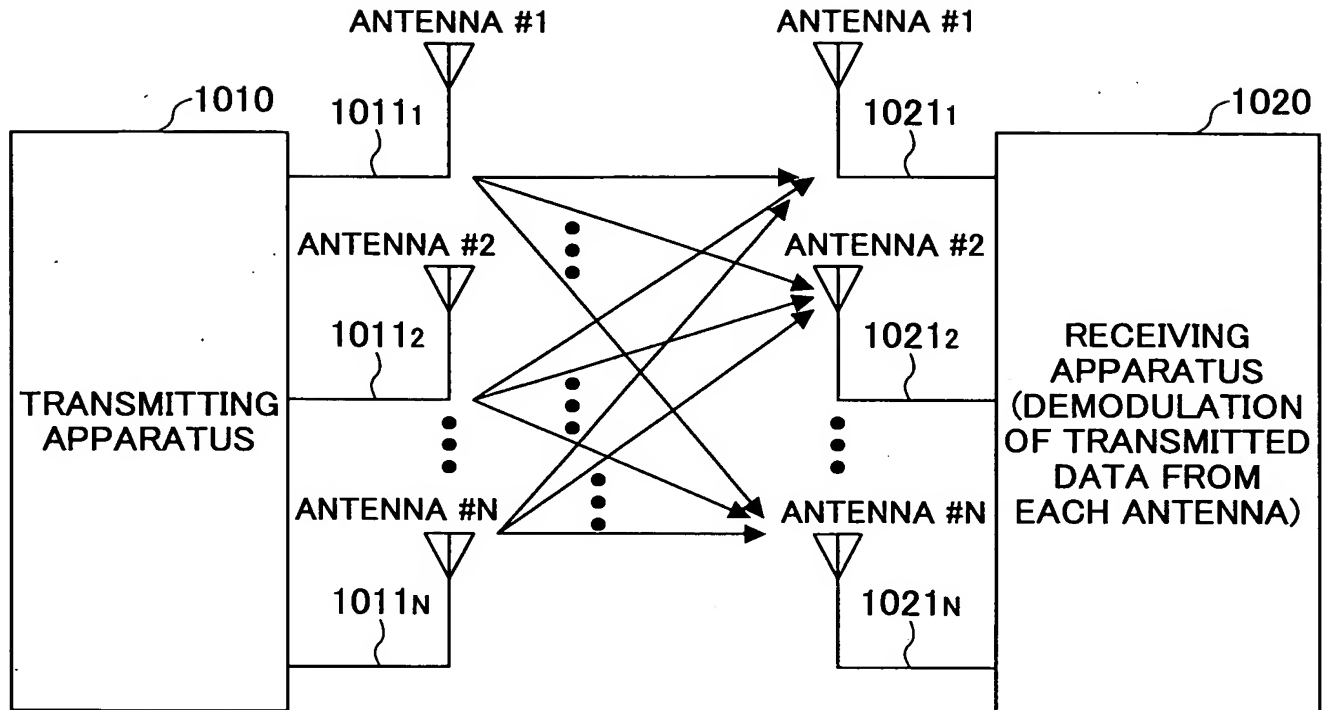 ANTENNA #1
ANTENNA #1
1010
1011₁
1021₁
1020
ANTENNA #2
ANTENNA #2
1011₂
1021₂
TRANSMITTING
APPARATUS
RECEIVING
APPARATUS
(DEMODULATION
OF TRANSMITTED
DATA FROM
EACH ANTENNA)
ANTENNA #N
ANTENNA #N
1011N
1021N